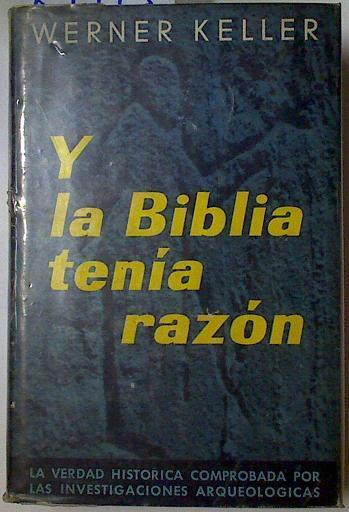 WERNER KELLER
Y
la Biblia
tenía
razón
LA VERDAD HISTORICA COMPROBADA POR
LAS INVESTIGACIONES ARQUEOLOGICAS